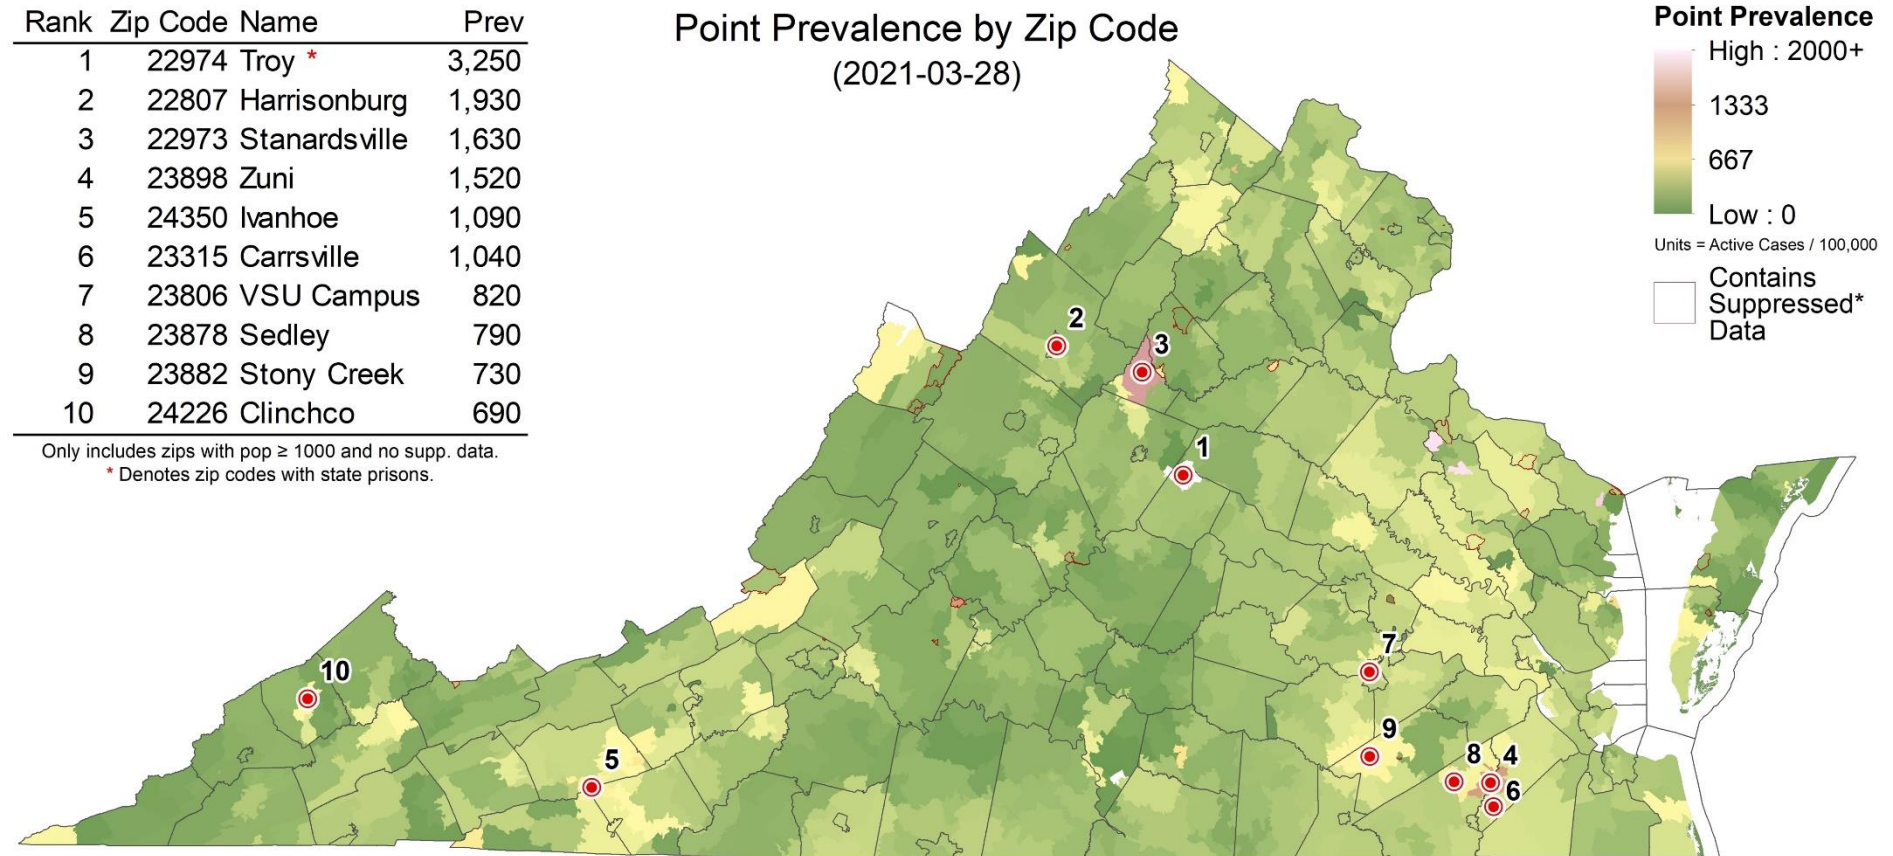 Rank Zip Code Name Prev
1 22974 Troy * 3,250
2 22807 Harrisonburg 1,930
3 22973 Stanardsville 1,630
4 23898 Zuni 1,520
5 24350 Ivanhoe 1,090
6 23315 Carrsville 1,040
7 23806 VSU Campus 820
8 23878 Sedley 790
9 23882 Stony Creek 730
10 24226 Clinchco 690
Only includes zips with pop ≥ 1000 and no supp. data.
* Denotes zip codes with state prisons.
Point Prevalence by Zip Code
(2021-03-28)
Point Prevalence
High : 2000+
1333
667
Low : 0
Units = Active Cases / 100,000
Contains
Suppressed*
Data
2
3
1
10
7
9
5
8
4
6